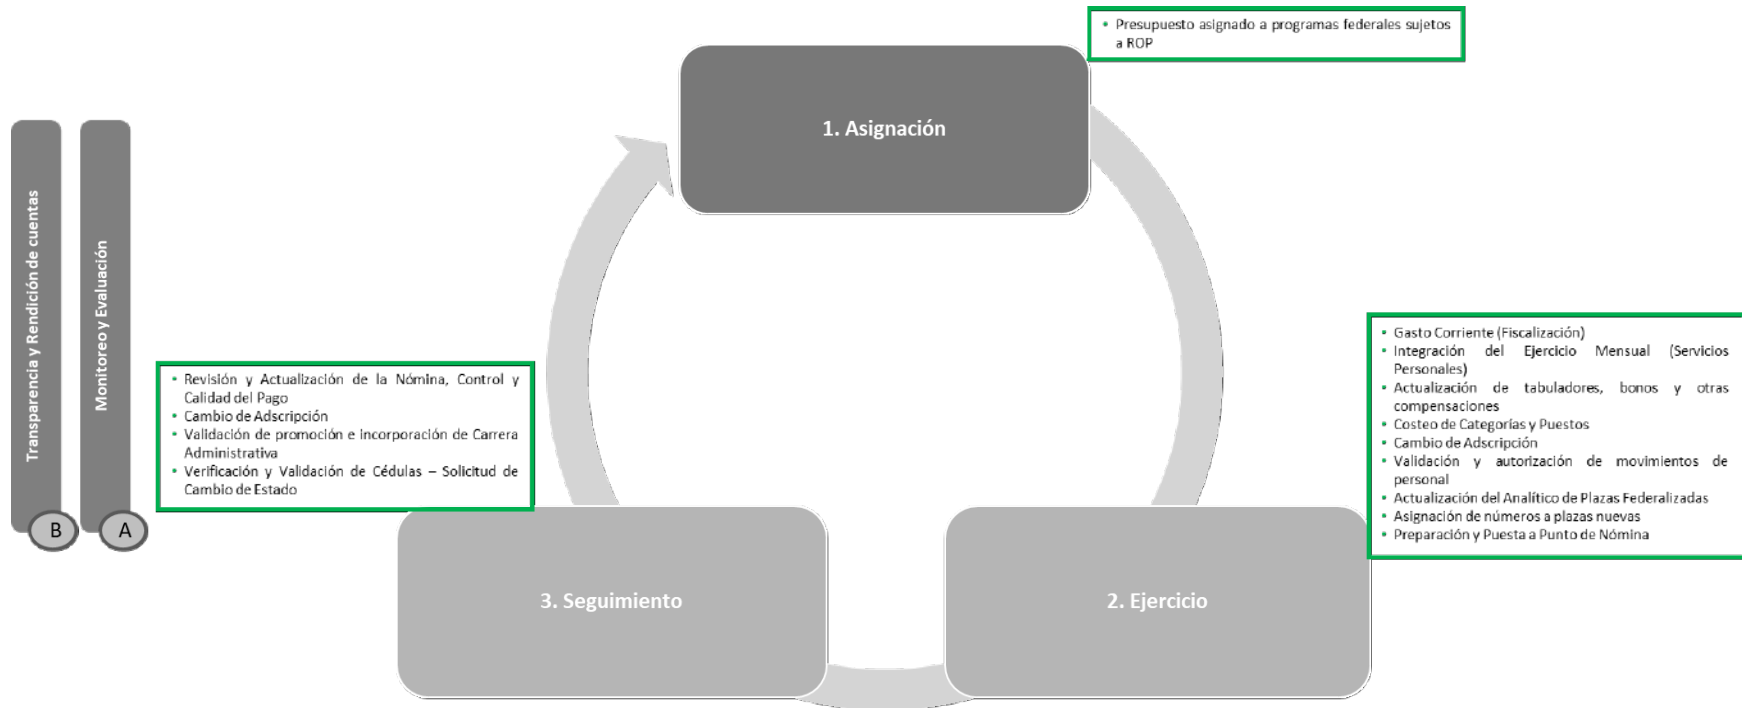 • Presupuesto asignado a programas federales sujetos
a ROP
1. Asignación
Transparencia y Rendición de cuentas
B
Monitoreo y Evaluación
A
• Revisión y Actualización de la Nómina, Control y
Calidad del Pago
• Cambio de Adscripción
• Validación de promoción e incorporación de Carrera
Administrativa
• Verificación y Validación de Cédulas – Solicitud de
Cambio de Estado
3. Seguimiento
• Gasto Corriente (Fiscalización)
• Integración del Ejercicio Mensual (Servicios
Personales)
• Actualización de tabuladores, bonos y otras
compensaciones
• Costeo de Categorías y Puestos
• Cambio de Adscripción
• Validación y autorización de movimientos de
personal
• Actualización del Analítico de Plazas Federalizadas
• Asignación de números a plazas nuevas
• Preparación y Puesta a Punto de Nómina
2. Ejercicio